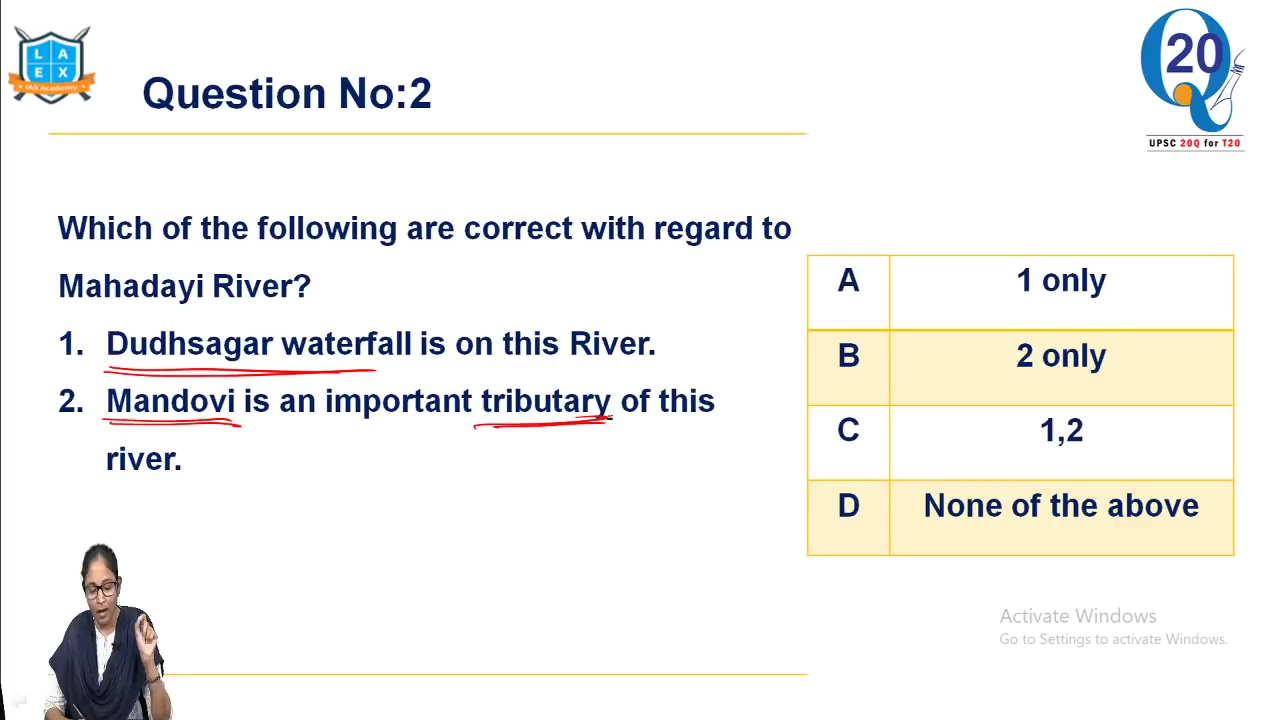 L A
E X
IAS Academy
Question No:2
20
UPSC 20Q for T20
Which of the following are correct with regard to
Mahadayi River?
1. Dudhsagar waterfall is on this River.
2. Mandovi is an important tributary of this
river.
A 1 only
B 2 only
C 1,2
D None of the above
Activate Windows
Go to Settings to activate Windows.